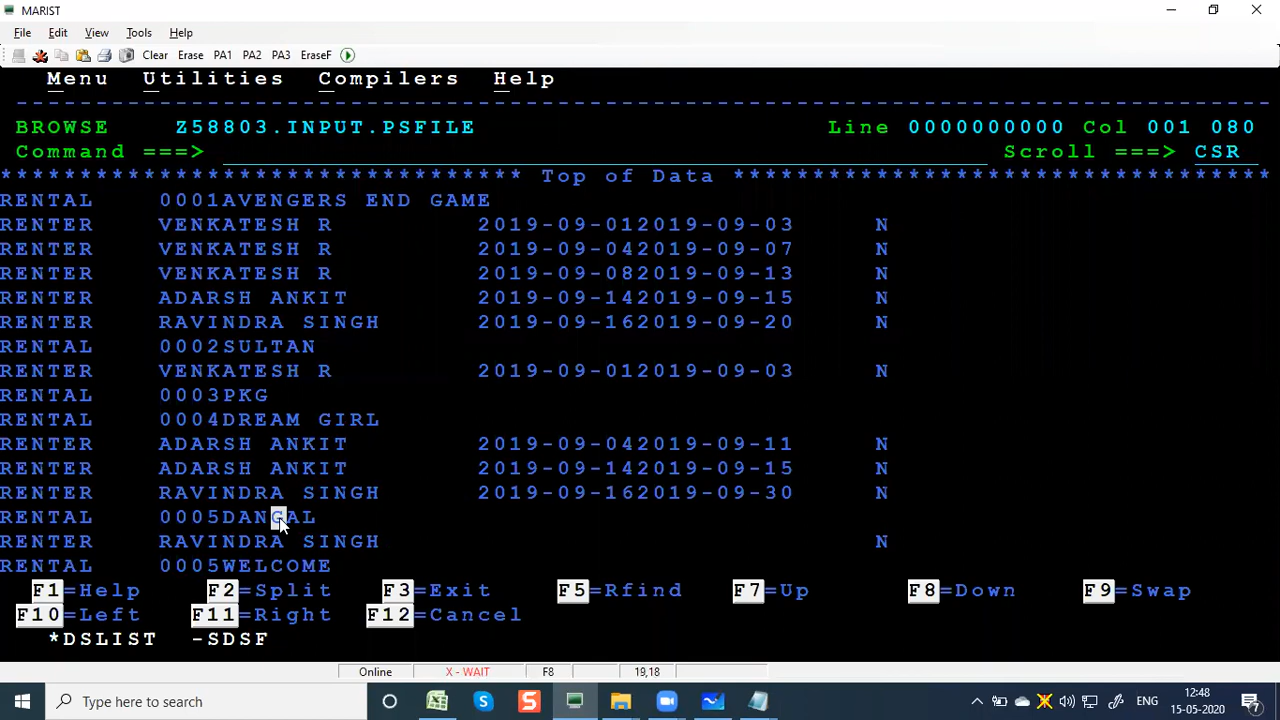 MARIST
File Edit View Tools Help
Clear Erase PA1 PA2 PA3 EraseF
Menu Utilities Compilers Help
--------------------------------------------------------------------------------
BROWSE Z58803.INPUT.PSFILE Line 0000000000 Col 001 080
Command ===> Scroll ===> CSR
********************************* Top of Data **********************************
RENTAL 0001AVENGERS END GAME
RENTER VENKATESH R 2019-09-012019-09-03 N
RENTER VENKATESH R 2019-09-042019-09-07 N
RENTER VENKATESH R 2019-09-082019-09-13 N
RENTER ADARSH ANKIT 2019-09-142019-09-15 N
RENTER RAVINDRA SINGH 2019-09-162019-09-20 N
RENTAL 0002SULTAN
RENTER VENKATESH R 2019-09-012019-09-03 N
RENTAL 0003PKG
RENTAL 0004DREAM GIRL
RENTER ADARSH ANKIT 2019-09-042019-09-11 N
RENTER ADARSH ANKIT 2019-09-142019-09-15 N
RENTER RAVINDRA SINGH 2019-09-162019-09-30 N
RENTAL 0005DANGAL
RENTER RAVINDRA SINGH N
RENTAL 0005WELCOME
F1=Help F2=Split F3=Exit F5=Rfind F7=Up F8=Down F9=Swap
F10=Left F11=Right F12=Cancel
*DSLIST -SDSF
Online X - WAIT F8 19,18
Type here to search ENG 12:48
15-05-2020 7